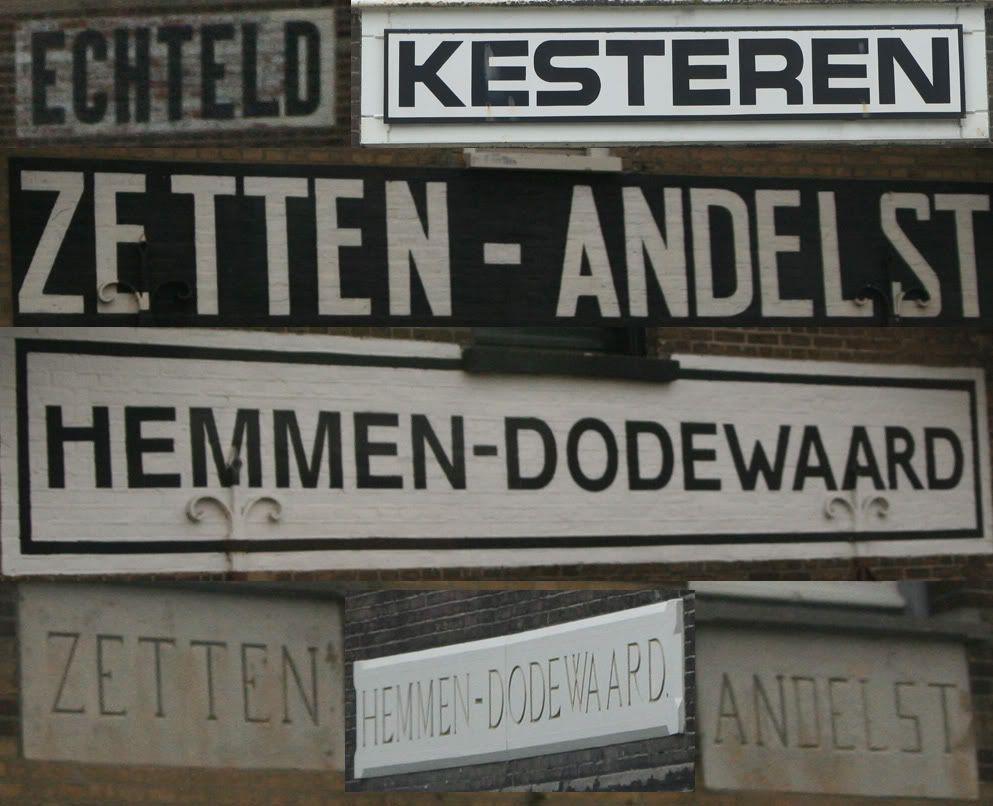 ECHTELD
KESTEREN
ZETTEN - ANDELST
HEMMEN-DODEWAARD
ZETTEN
HEMMEN-DODEWAARD.
ANDELST